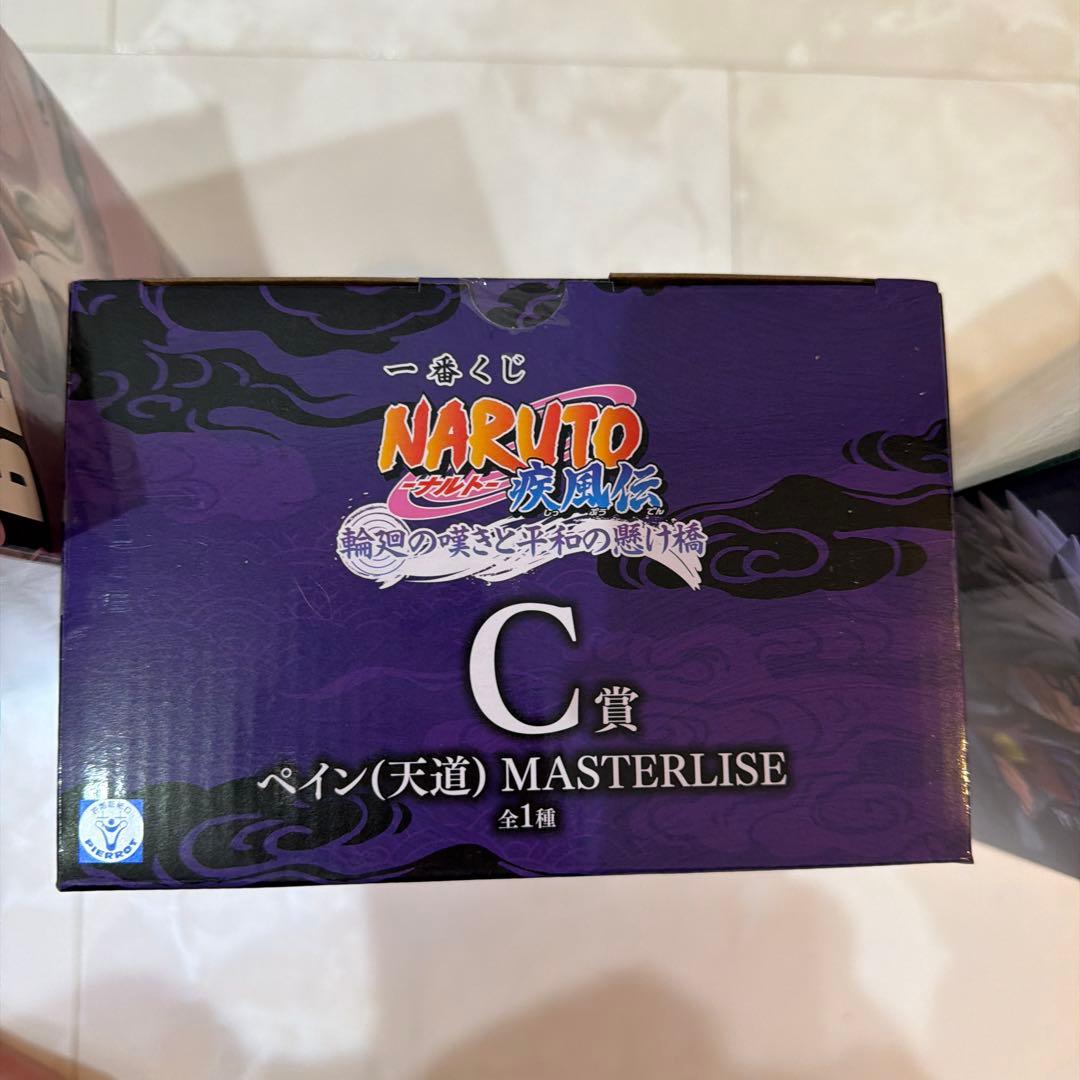 一番くじ
NARUTO
-ナルト-
疾風伝
しっ ぷう でん
輪廻の嘆きと平和の懸け橋
C賞
ペイン(天道) MASTERLISE
全1種
PIERROT